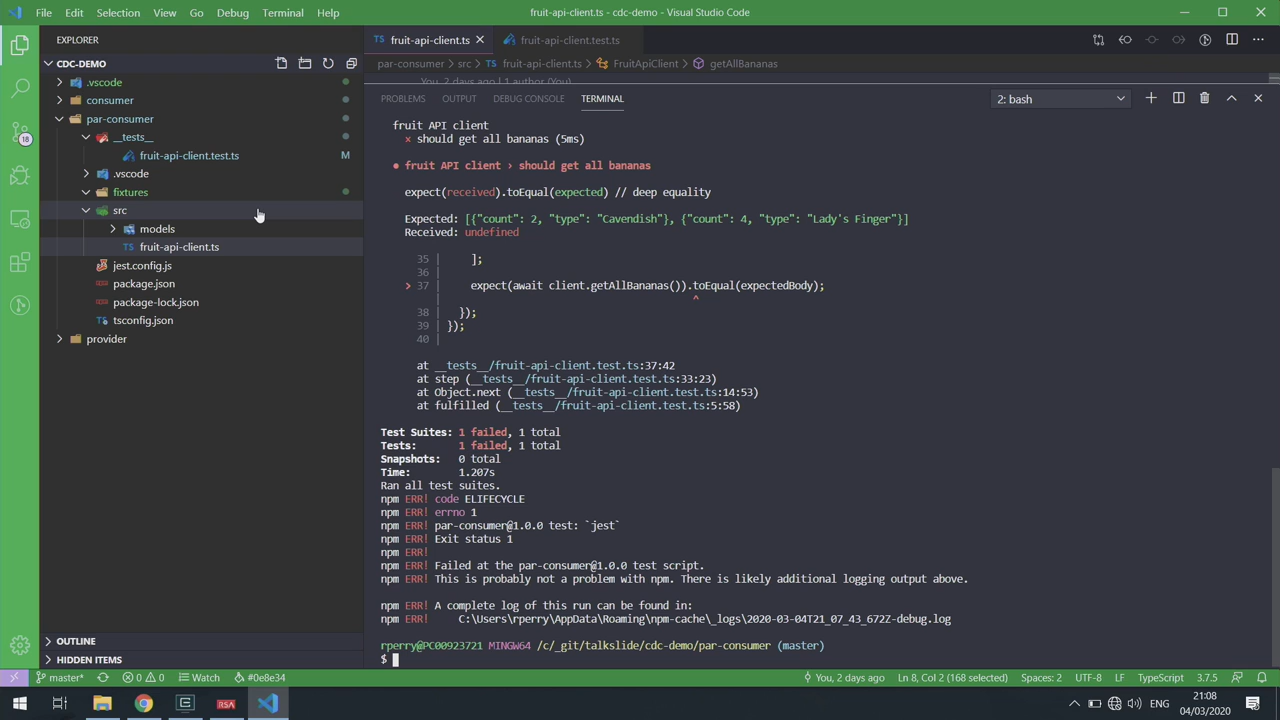 File Edit Selection View Go Debug Terminal Help
fruit-api-client.ts - cdc-demo - Visual Studio Code
EXPLORER
TS fruit-api-client.ts
fruit-api-client.test.ts
CDC-DEMO
par-consumer > src > TS fruit-api-client.ts > FruitApiClient > getAllBananas
You, 2 days ago | 1 author (You)
.vscode
consumer
par-consumer
__tests__
fruit-api-client.test.ts M
.vscode
fixtures
src
models
TS fruit-api-client.ts
jest.config.js
package.json
package-lock.json
tsconfig.json
provider
OUTLINE
HIDDEN ITEMS
18
PROBLEMS OUTPUT DEBUG CONSOLE TERMINAL
2: bash
fruit API client
× should get all bananas (5ms)
● fruit API client › should get all bananas
expect(received).toEqual(expected) // deep equality
Expected: [{"count": 2, "type": "Cavendish"}, {"count": 4, "type": "Lady's Finger"}]
Received: undefined
35 | ];
36 |
> 37 | expect(await client.getAllBananas()).toEqual(expectedBody);
| ^
38 | });
39 | });
40 |
at __tests__/fruit-api-client.test.ts:37:42
at step (__tests__/fruit-api-client.test.ts:33:23)
at Object.next (__tests__/fruit-api-client.test.ts:14:53)
at fulfilled (__tests__/fruit-api-client.test.ts:5:58)
Test Suites: 1 failed, 1 total
Tests: 1 failed, 1 total
Snapshots: 0 total
Time: 1.207s
Ran all test suites.
npm ERR! code ELIFECYCLE
npm ERR! errno 1
npm ERR! par-consumer@1.0.0 test: `jest`
npm ERR! Exit status 1
npm ERR!
npm ERR! Failed at the par-consumer@1.0.0 test script.
npm ERR! This is probably not a problem with npm. There is likely additional logging output above.
npm ERR! A complete log of this run can be found in:
npm ERR! C:\Users\rperry\AppData\Roaming\npm-cache\_logs\2020-03-04T21_07_43_672Z-debug.log
rperry@PC00923721 MINGW64 /c/_git/talkslide/cdc-demo/par-consumer (master)
$
master* 0 0 Watch #0e8e34
You, 2 days ago Ln 8, Col 2 (168 selected) Spaces: 2 UTF-8 LF TypeScript 3.7.5
RSA
ENG
21:08
04/03/2020